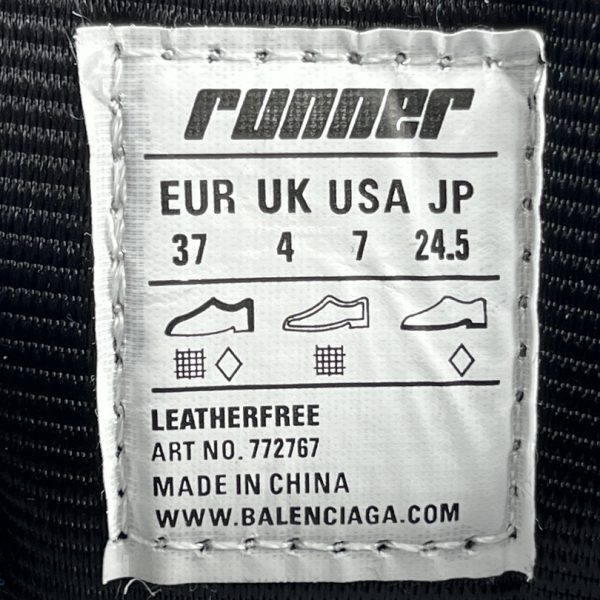 runner
EUR UK USA JP
37 4 7 24.5
LEATHERFREE
ART NO. 772767
MADE IN CHINA
WWW.BALENCIAGA.COM